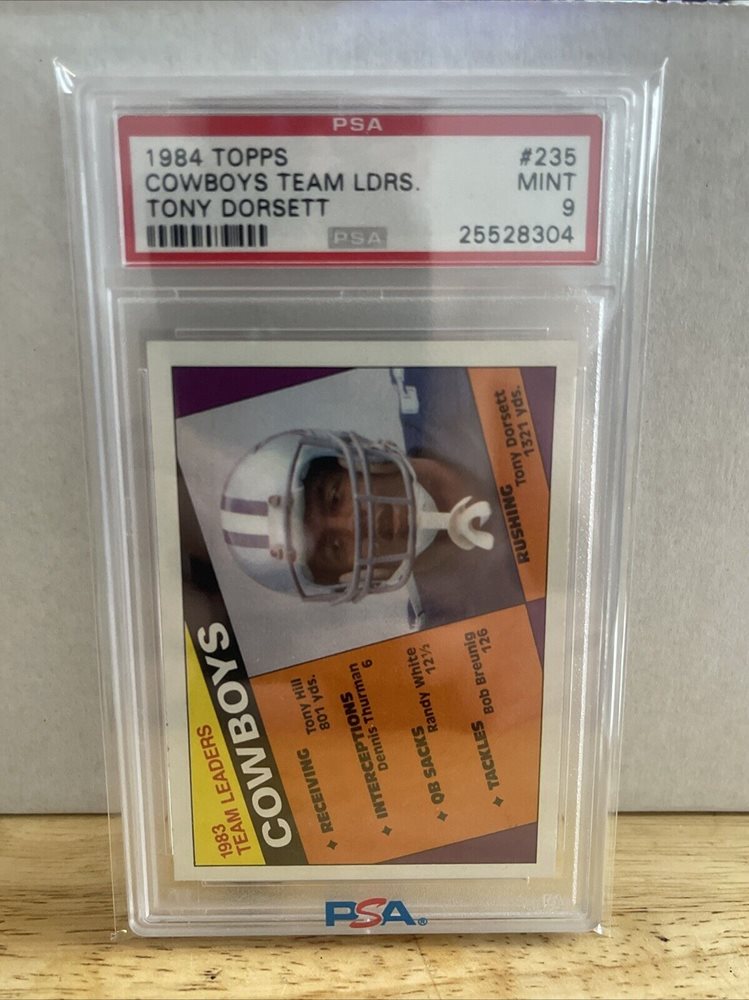 PSA
1984 TOPPS #235
COWBOYS TEAM LDRS. MINT
TONY DORSETT 9
PSA 25528304
1983
TEAM LEADERS
COWBOYS
RECEIVING Tony Hill
801 yds.
INTERCEPTIONS
Dennis Thurman
6
QB SACKS Randy White
12½
TACKLES Bob Breunig
126
RUSHING Tony Dorsett
1321 yds.
PSA®